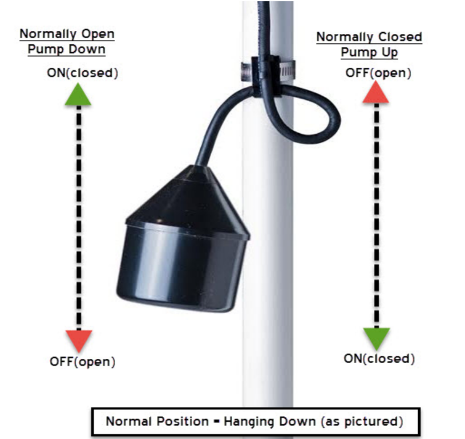 Normally Open
Pump Down
ON(closed)
OFF(open)
Normally Closed
Pump Up
OFF(open)
ON(closed)
Normal Position = Hanging Down (as pictured)